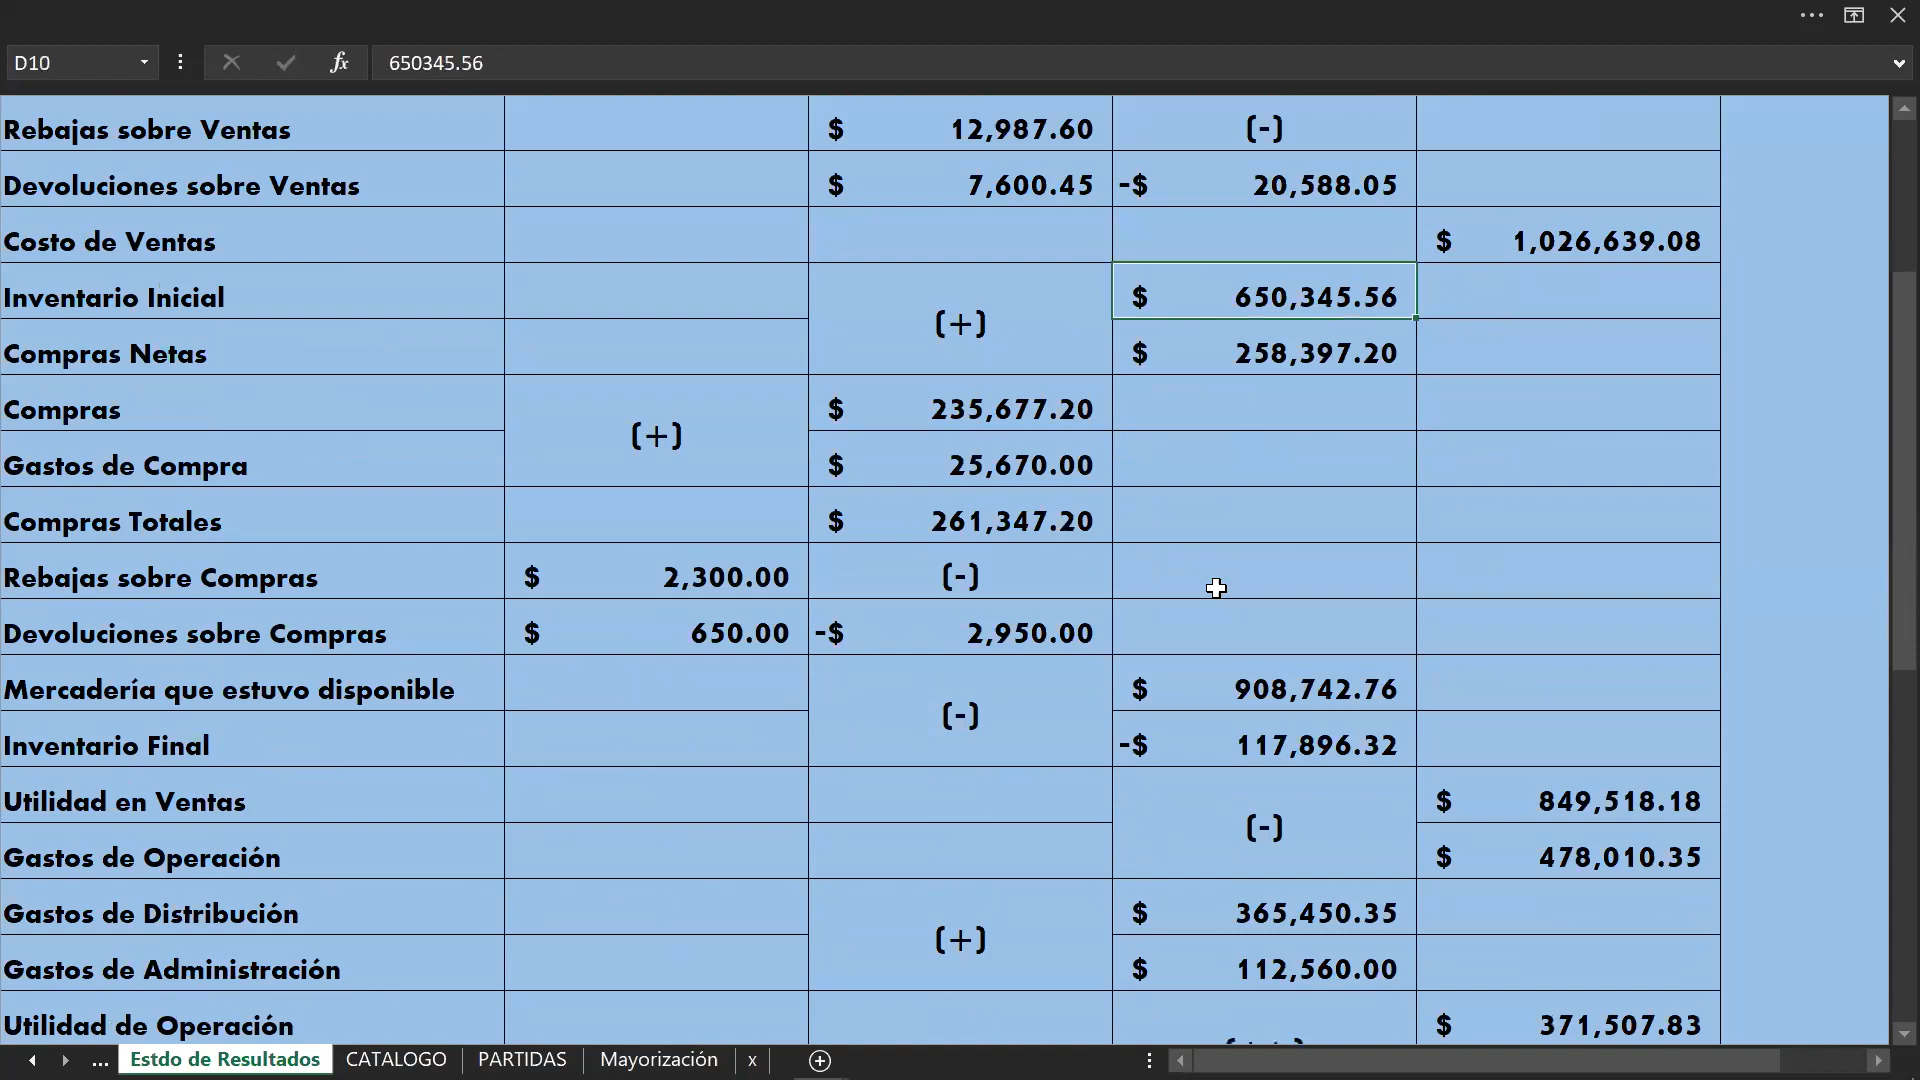 D10 fx 650345.56
Rebajas sobre Ventas $ 12,987.60 (-)
Devoluciones sobre Ventas $ 7,600.45 -$ 20,588.05
Costo de Ventas $ 1,026,639.08
Inventario Inicial $ 650,345.56
(+)
Compras Netas $ 258,397.20
Compras $ 235,677.20
(+)
Gastos de Compra $ 25,670.00
Compras Totales $ 261,347.20
Rebajas sobre Compras $ 2,300.00 (-)
Devoluciones sobre Compras $ 650.00 -$ 2,950.00
Mercadería que estuvo disponible $ 908,742.76
(-)
Inventario Final -$ 117,896.32
Utilidad en Ventas $ 849,518.18
(-)
Gastos de Operación $ 478,010.35
Gastos de Distribución $ 365,450.35
(+)
Gastos de Administración $ 112,560.00
Utilidad de Operación $ 371,507.83
... Estdo de Resultados CATALOGO PARTIDAS Mayorización x